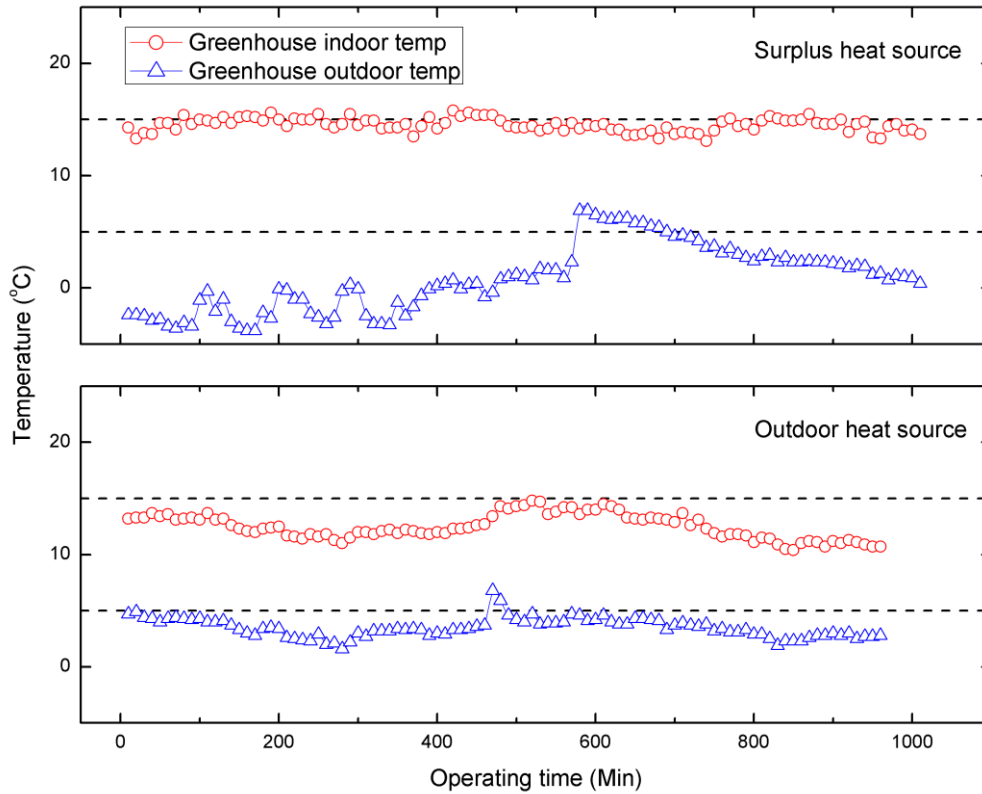 Greenhouse indoor temp
Greenhouse outdoor temp
Surplus heat source
20
10
0
Temperature (°C)
Outdoor heat source
20
10
0
0 200 400 600 800 1000
Operating time (Min)